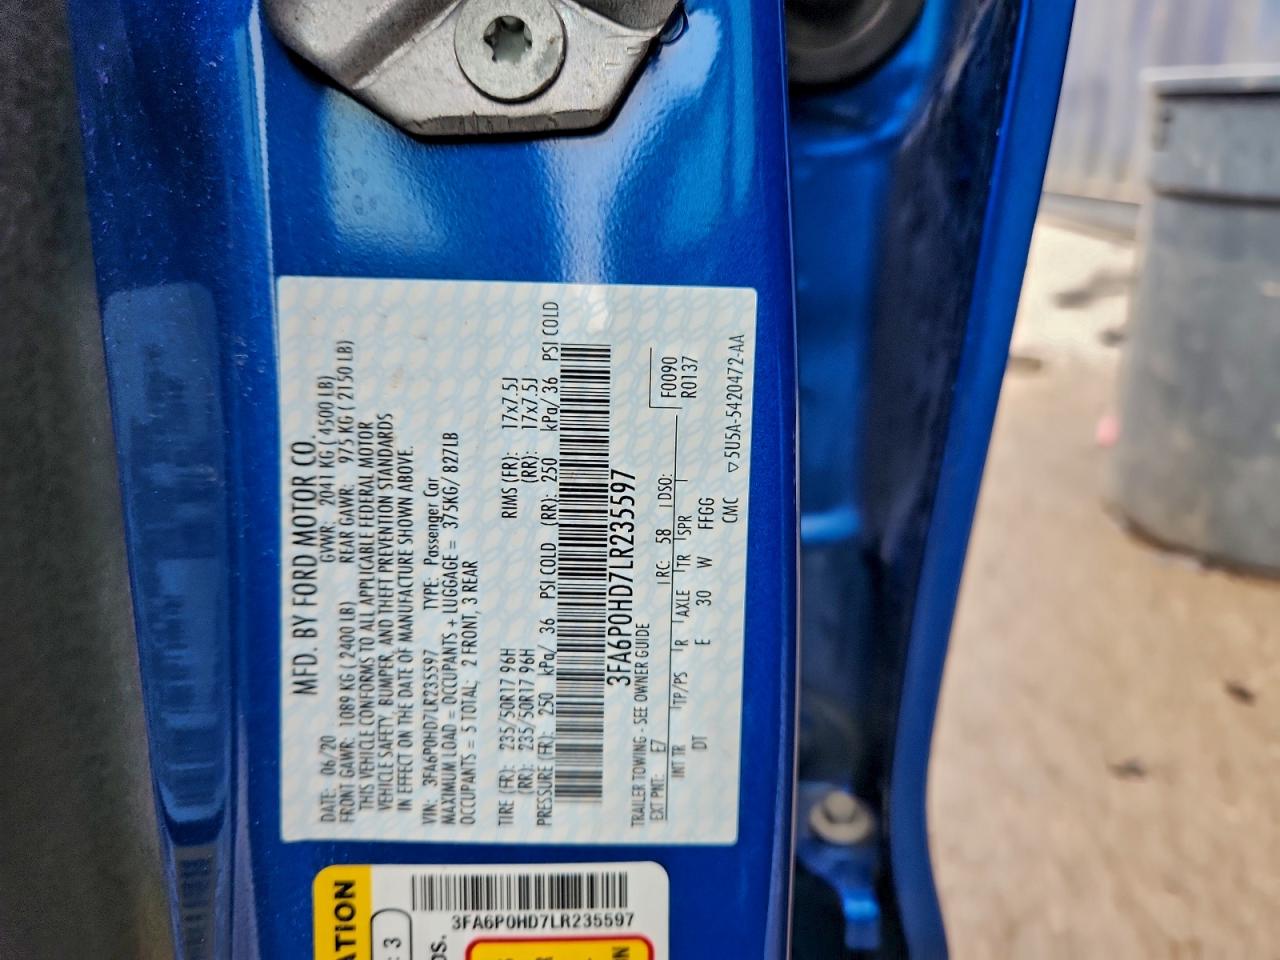 MFD. BY FORD MOTOR CO.
DATE: 06/20 GVWR: 2041 KG ( 4500 LB)
FRONT GAWR: 1089 KG ( 2400 LB) REAR GAWR: 975 KG ( 2150 LB)
THIS VEHICLE CONFORMS TO ALL APPLICABLE FEDERAL MOTOR
VEHICLE SAFETY, BUMPER, AND THEFT PREVENTION STANDARDS
IN EFFECT ON THE DATE OF MANUFACTURE SHOWN ABOVE.
VIN: 3FA6P0HD7LR235597 TYPE: Passenger Car
MAXIMUM LOAD = OCCUPANTS + LUGGAGE = 375KG/ 827LB
OCCUPANTS = 5 TOTAL: 2 FRONT, 3 REAR
TIRE (FR): 235/50R17 96H RIMS (FR): 17x7.5J
(RR): 235/50R17 96H (RR): 17x7.5J
PRESSURE (FR): 250 kPa/ 36 PSI COLD (RR): 250 kPa/ 36 PSI COLD
3FA6P0HD7LR235597
TRAILER TOWING - SEE OWNER GUIDE F0090
EXT PNT: E7 RC: 58 DSO: R0137
INT TR TP/PS R AXLE TR SPR
DT E 30 W FFGG
CMC ▽5U5A-5420472-AA
ATION
3
3FA6P0HD7LR235597
OS.